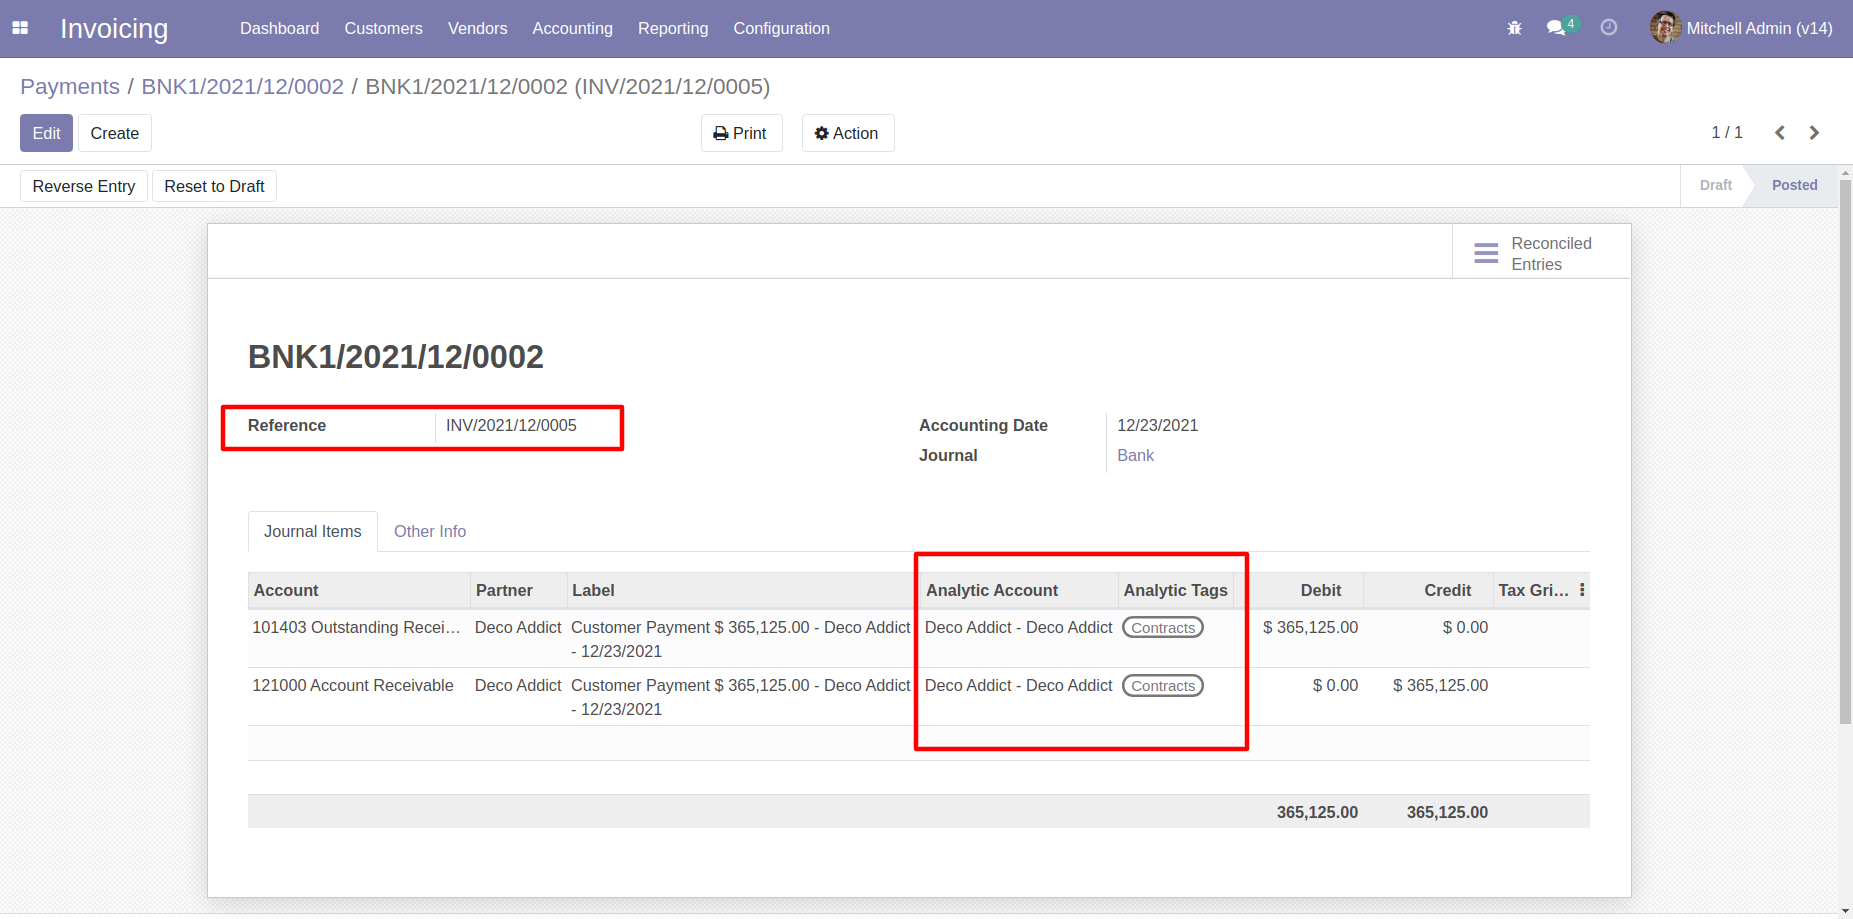 Invoicing Dashboard Customers Vendors Accounting Reporting Configuration 4 Mitchell Admin (v14)
Payments / BNK1/2021/12/0002 / BNK1/2021/12/0002 (INV/2021/12/0005)
Edit Create Print Action 1 / 1
Reverse Entry Reset to Draft Draft Posted
Reconciled
Entries
BNK1/2021/12/0002
Reference INV/2021/12/0005 Accounting Date 12/23/2021
Journal Bank
Journal Items Other Info
Account Partner Label Analytic Account Analytic Tags Debit Credit Tax Gri...
101403 Outstanding Recei... Deco Addict Customer Payment $ 365,125.00 - Deco Addict Deco Addict - Deco Addict Contracts $ 365,125.00 $ 0.00
- 12/23/2021
121000 Account Receivable Deco Addict Customer Payment $ 365,125.00 - Deco Addict Deco Addict - Deco Addict Contracts $ 0.00 $ 365,125.00
- 12/23/2021
365,125.00 365,125.00